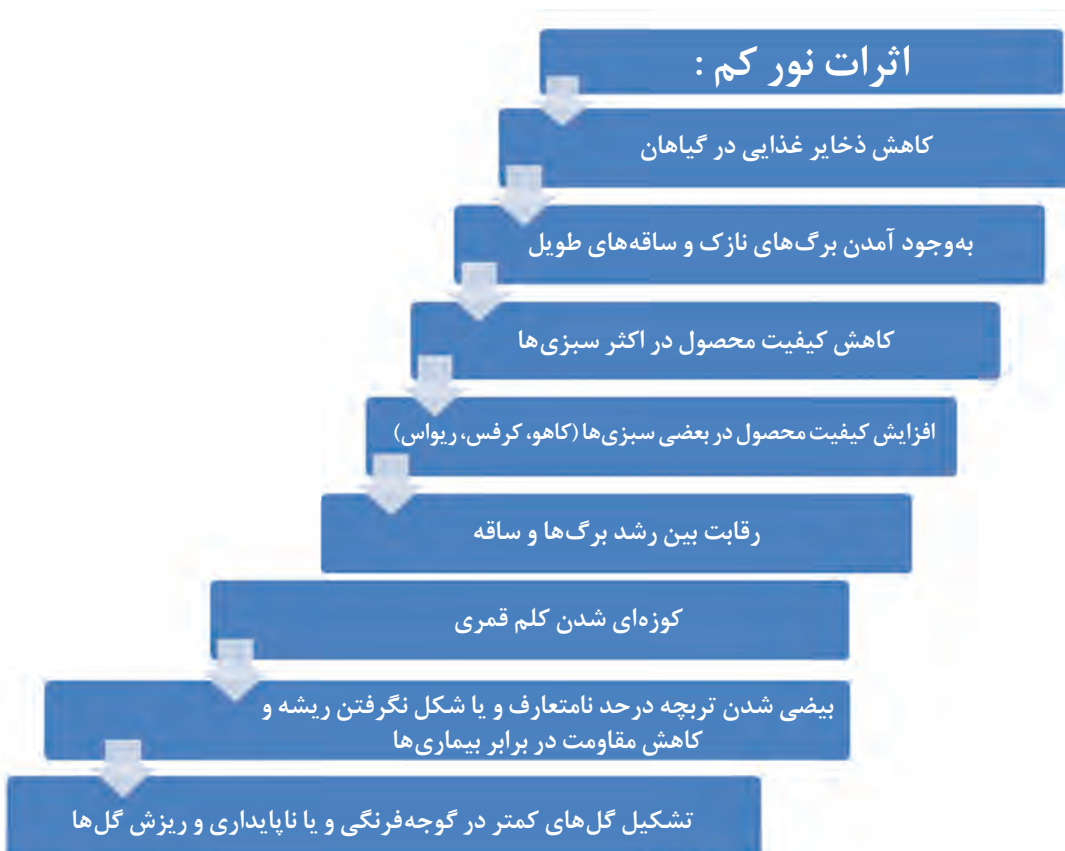 اثرات نور کم :
کاهش ذخایر غذایی در گیاهان
به‌وجود آمدن برگ‌های نازک و ساقه‌های طویل
کاهش کیفیت محصول در اکثر سبزی‌ها
افزایش کیفیت محصول در بعضی سبزی‌ها (کاهو، کرفس، ریواس)
رقابت بین رشد برگ‌ها و ساقه
کوزه‌ای شدن کلم قمری
بیضی شدن تربچه درحد نامتعارف و یا شکل نگرفتن ریشه و
کاهش مقاومت در برابر بیماری‌ها
تشکیل گل‌های کمتر در گوجه‌فرنگی و یا ناپایداری و ریزش گل‌ها